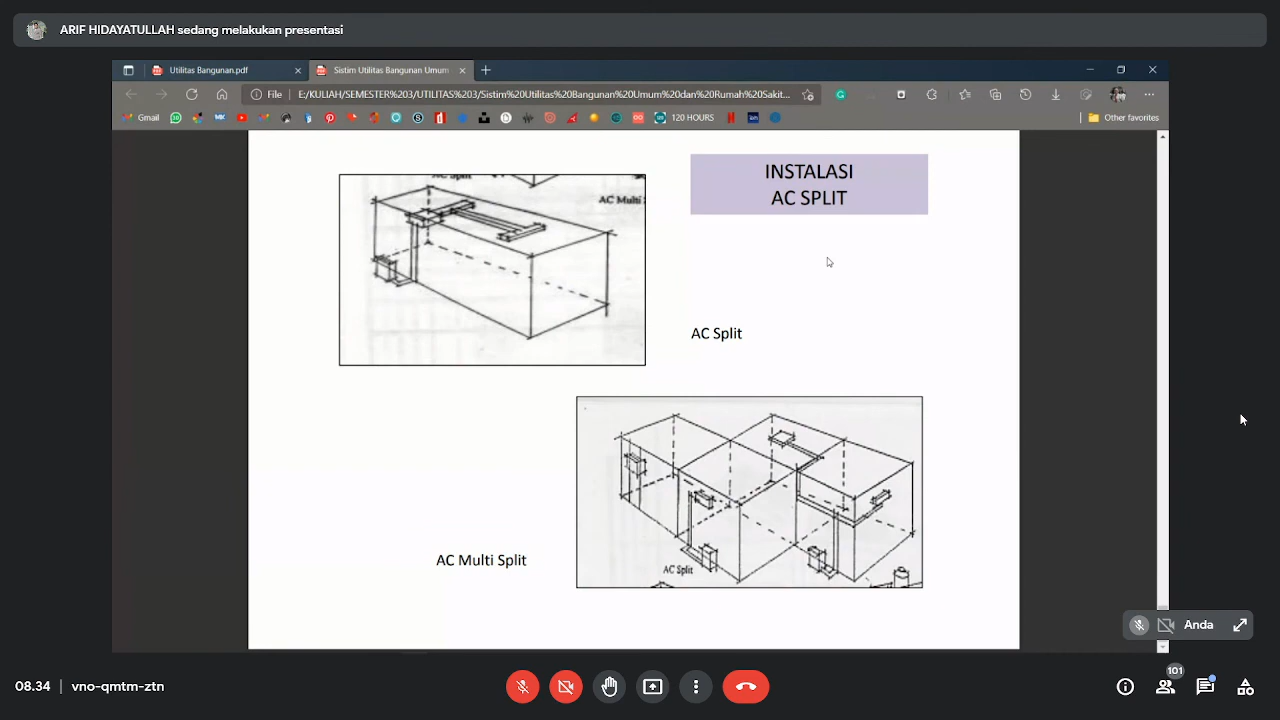 ARIF HIDAYATULLAH sedang melakukan presentasi
Utilitas Bangunan.pdf
Sistim Utilitas Bangunan Umum
File
E:/KULIAH/SEMESTER%203/UTILITAS%203/Sistim%20Utilitas%20Bangunan%20Umum%20dan%20Rumah%20Sakit...
Gmail
120 HOURS
Other favorites
INSTALASI
AC SPLIT
AC Split
AC Multi
AC Split
AC Split
AC Multi Split
Anda
08.34 | vno-qmtm-ztn
101